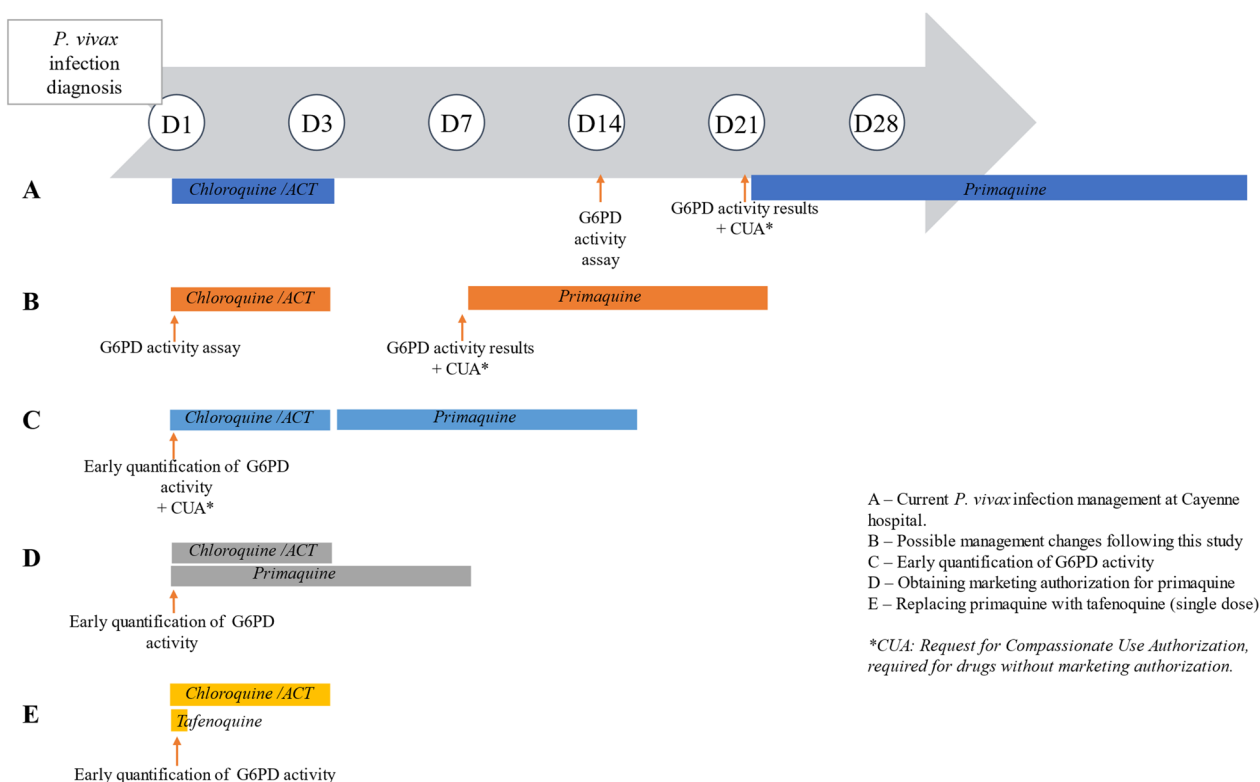 P. vivax
infection
diagnosis
D1
D3
D7
D14
D21
D28
A
Chloroquine /ACT
Primaquine
G6PD
activity
assay
G6PD activity results
+ CUA*
B
Chloroquine /ACT
Primaquine
G6PD activity assay
G6PD activity results
+ CUA*
C
Chloroquine /ACT
Primaquine
Early quantification of G6PD
activity
+ CUA*
D
Chloroquine /ACT
Primaquine
Early quantification of G6PD
activity
E
Chloroquine /ACT
Tafenoquine
Early quantification of G6PD activity
A – Current P. vivax infection management at Cayenne
hospital.
B – Possible management changes following this study
C – Early quantification of G6PD activity
D – Obtaining marketing authorization for primaquine
E – Replacing primaquine with tafenoquine (single dose)
*CUA: Request for Compassionate Use Authorization,
required for drugs without marketing authorization.